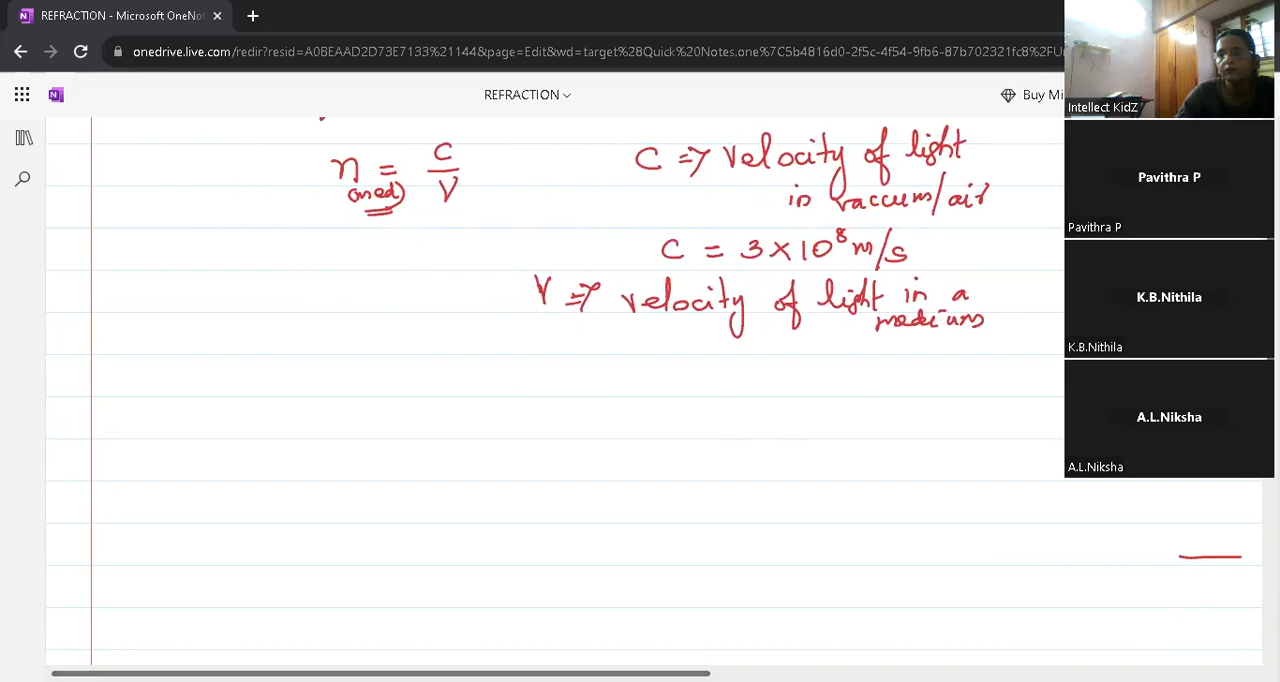 REFRACTION - Microsoft OneNot
onedrive.live.com/redir?resid=A0BEAAD2D73E7133%21144&page=Edit&wd=target%28Quick%20Notes.one%7C5b4816d0-2f5c-4f54-9fb6-87b702321fc8%2FU
REFRACTION
Buy Mi
n = C/V
(med)
C => velocity of light
in vaccum/air
C = 3×10⁸ m/s
V => velocity of light in a
medium
Intellect KidZ
Pavithra P
Pavithra P
K.B.Nithila
K.B.Nithila
A.L.Niksha
A.L.Niksha